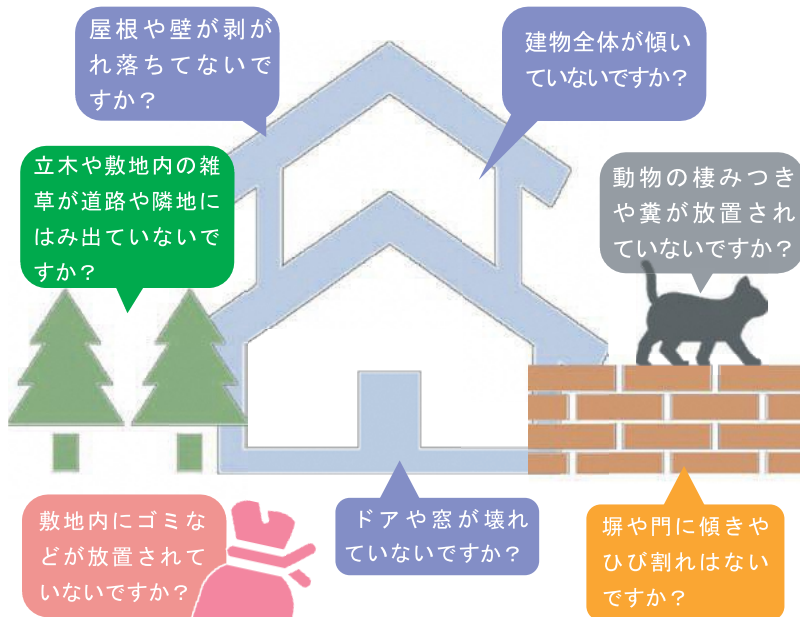 屋根や壁が剥が
れ落ちてないで
すか？
建物全体が傾い
ていないですか？
立木や敷地内の雑
草が道路や隣地に
はみ出ていないで
すか？
動物の棲みつき
や糞が放置され
ていないですか？
敷地内にゴミな
どが放置されて
いないですか？
ドアや窓が壊れ
ていないですか？
塀や門に傾きや
ひび割れはない
ですか？